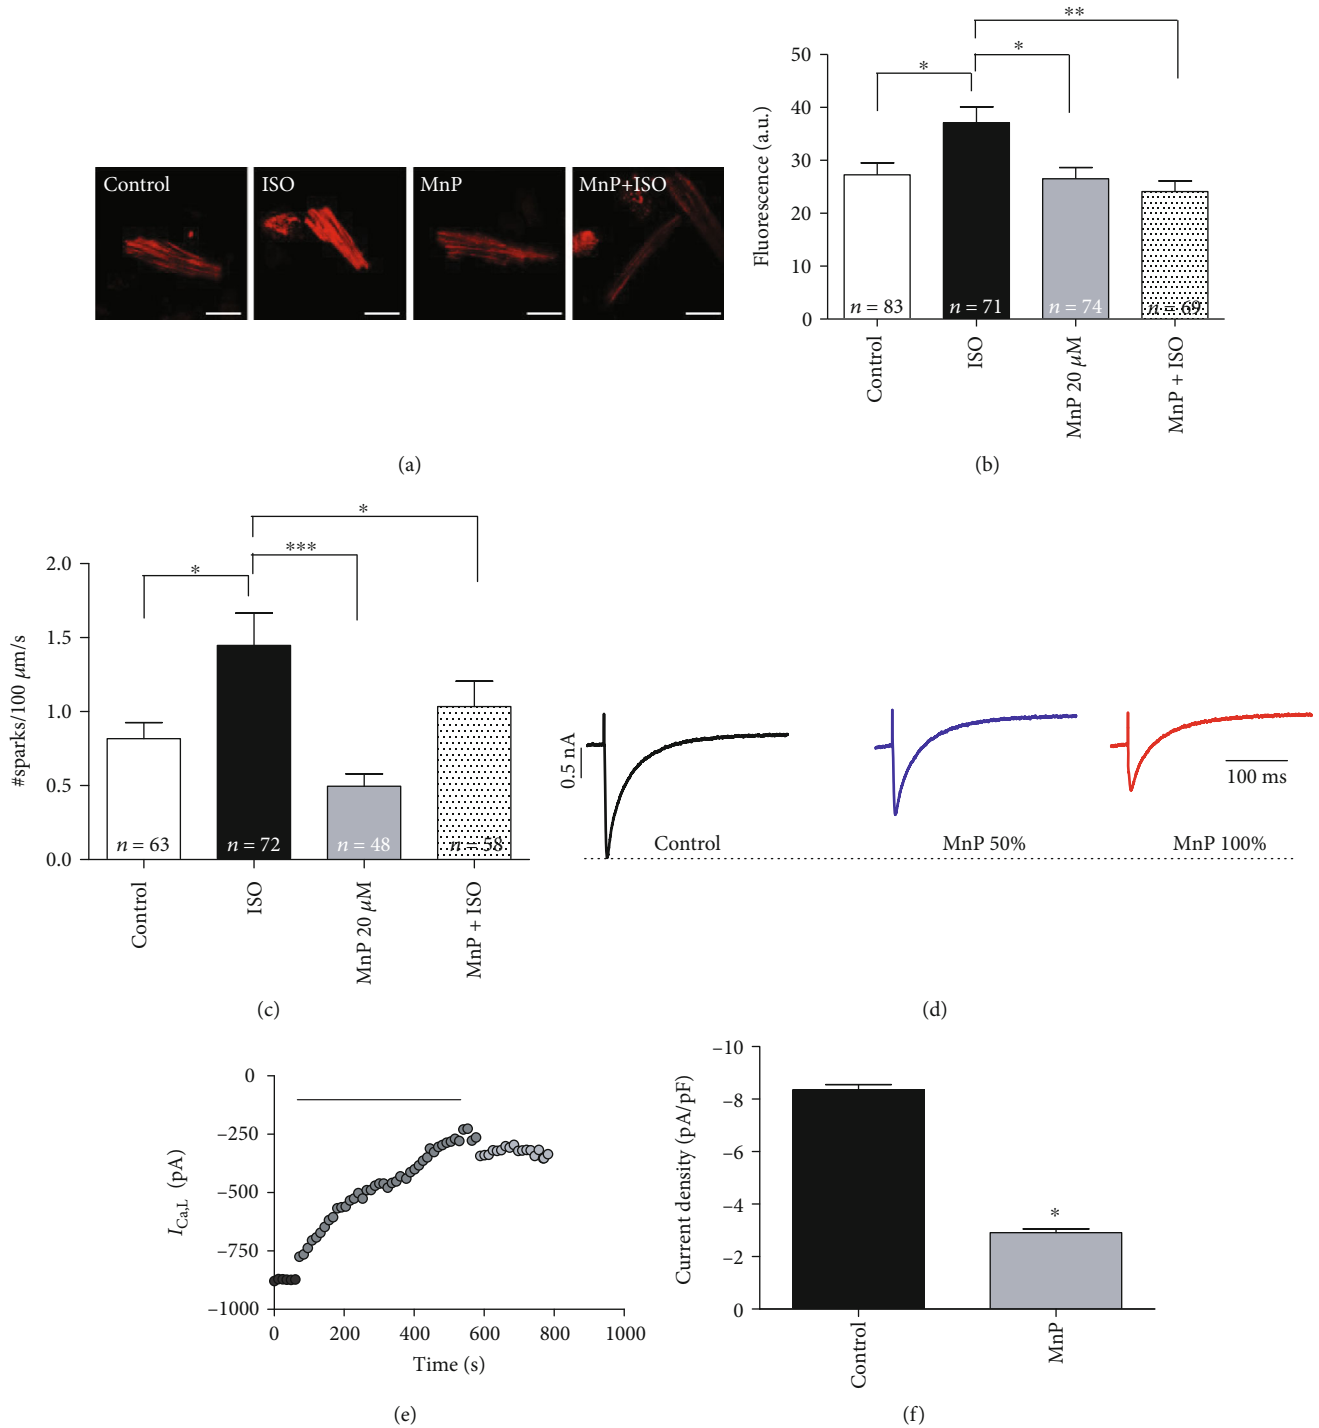 Control
ISO
MnP
MnP+ISO
(a)
**
*
*
50
40
30
20
10
0
Fluorescence (a.u.)
n = 83
n = 71
n = 74
n = 69
Control
ISO
MnP 20 μM
MnP + ISO
(b)
*
***
*
2.0
1.5
1.0
0.5
0.0
#sparks/100 μm/s
n = 63
n = 72
n = 48
n = 58
Control
ISO
MnP 20 μM
MnP + ISO
(c)
0.5 nA
100 ms
Control
MnP 50%
MnP 100%
(d)
0
−250
−500
−750
−1000
I_Ca,L (pA)
0 200 400 600 800 1000
Time (s)
(e)
−10
−8
−6
−4
−2
0
Current density (pA/pF)
*
Control
MnP
(f)